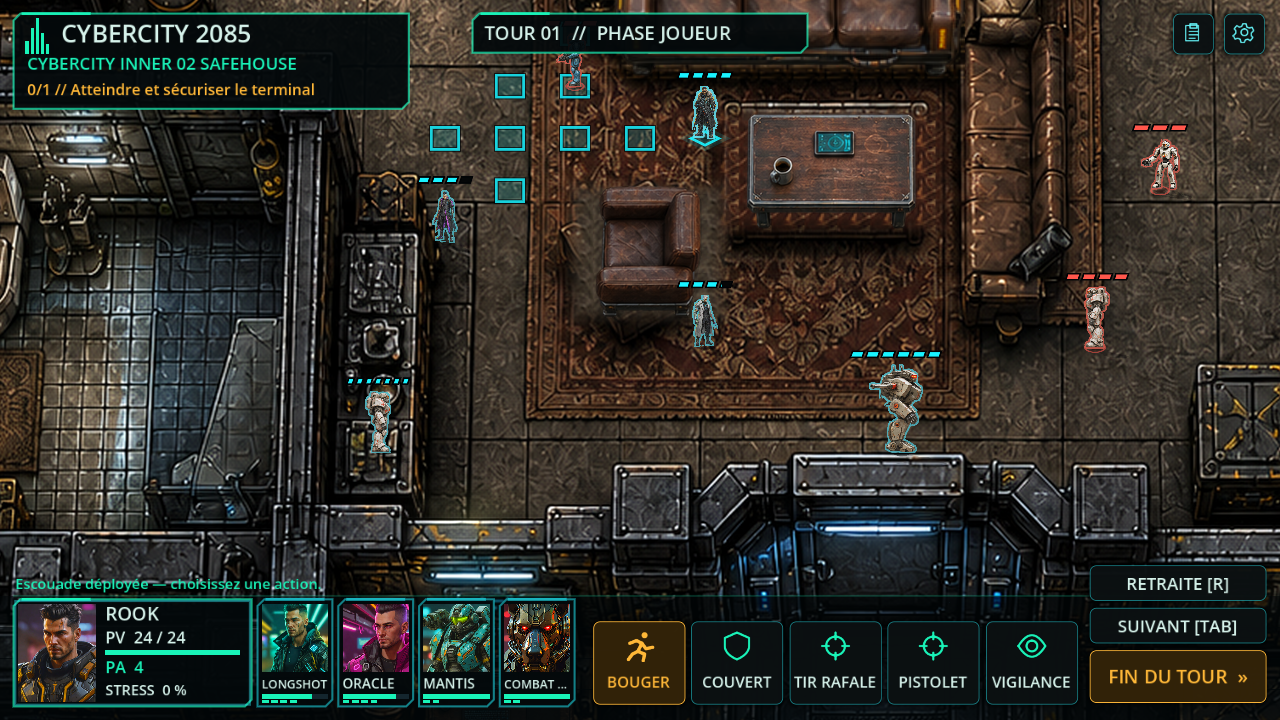 CYBERCITY 2085
CYBERCITY INNER 02 SAFEHOUSE
0/1 // Atteindre et sécuriser le terminal
TOUR 01 // PHASE JOUEUR
Escouade déployée — choisissez une action.
ROOK
PV 24 / 24
PA 4
STRESS 0 %
LONGSHOT
ORACLE
MANTIS
COMBAT ...
BOUGER
COUVERT
TIR RAFALE
PISTOLET
VIGILANCE
RETRAITE [R]
SUIVANT [TAB]
FIN DU TOUR »